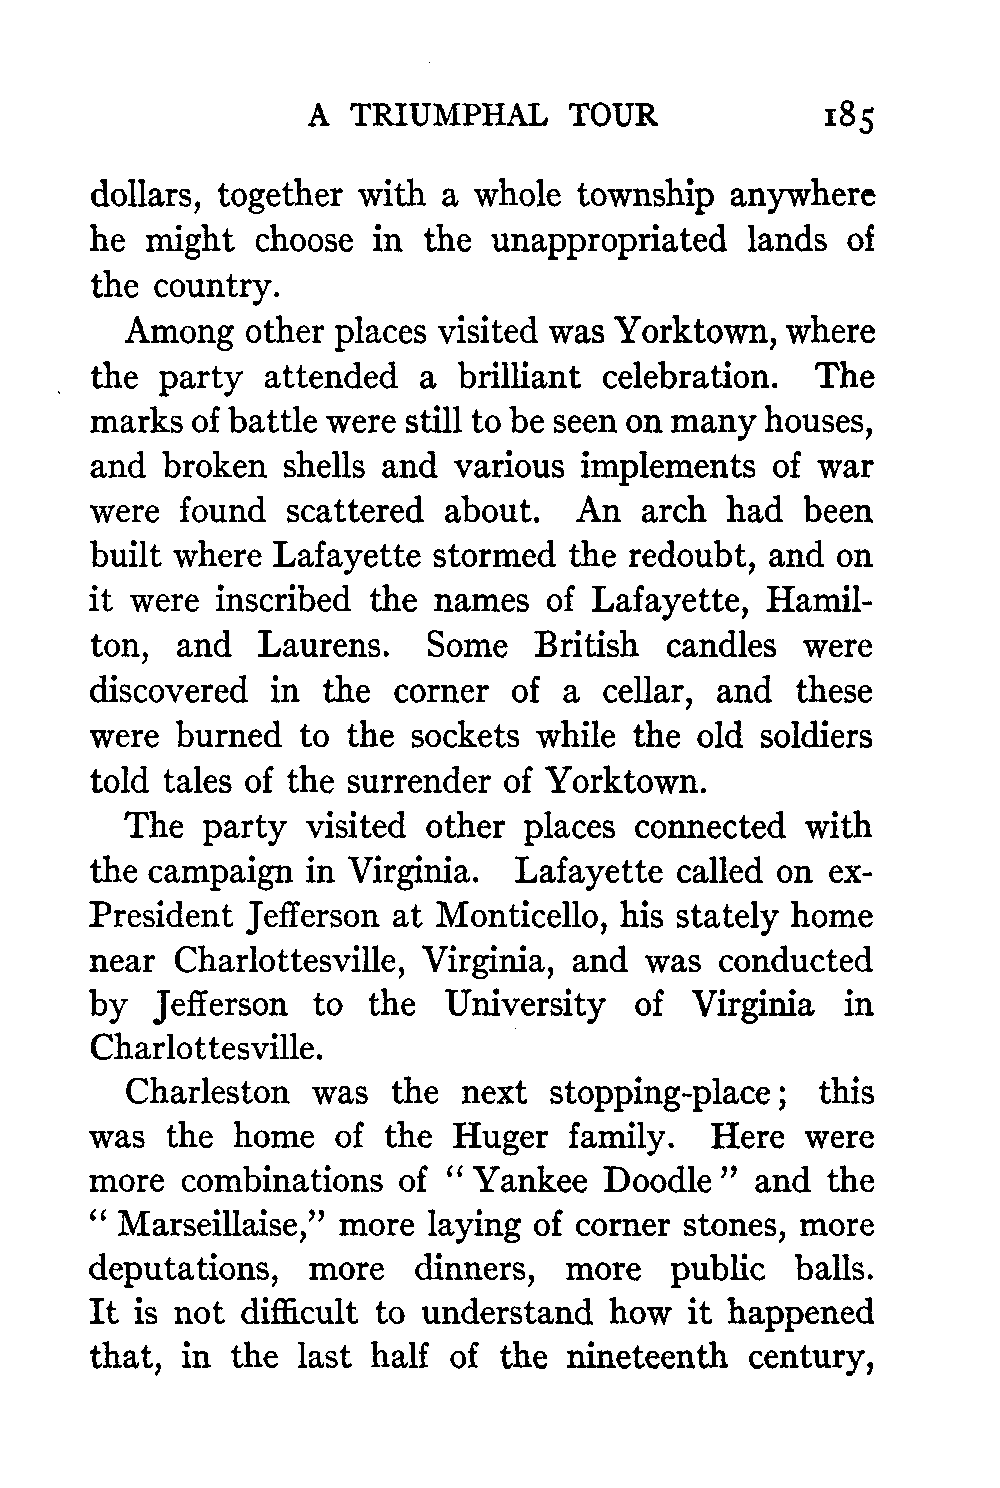 A TRIUMPHAL TOUR 185
dollars, together with a whole township anywhere
he might choose in the unappropriated lands of
the country.
Among other places visited was Yorktown, where
the party attended a brilliant celebration. The
marks of battle were still to be seen on many houses,
and broken shells and various implements of war
were found scattered about. An arch had been
built where Lafayette stormed the redoubt, and on
it were inscribed the names of Lafayette, Hamil-
ton, and Laurens. Some British candles were
discovered in the corner of a cellar, and these
were burned to the sockets while the old soldiers
told tales of the surrender of Yorktown.
The party visited other places connected with
the campaign in Virginia. Lafayette called on ex-
President Jefferson at Monticello, his stately home
near Charlottesville, Virginia, and was conducted
by Jefferson to the University of Virginia in
Charlottesville.
Charleston was the next stopping-place; this
was the home of the Huger family. Here were
more combinations of "Yankee Doodle" and the
"Marseillaise," more laying of corner stones, more
deputations, more dinners, more public balls.
It is not difficult to understand how it happened
that, in the last half of the nineteenth century,